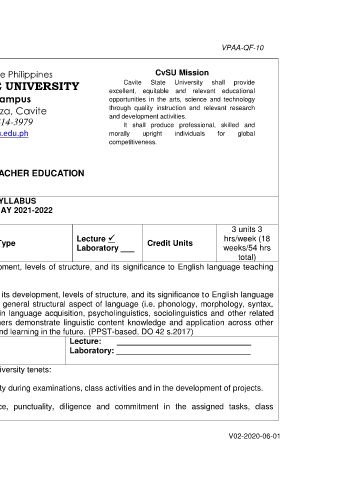 VPAA-QF-10
e Philippines
E UNIVERSITY
ampus
za, Cavite
14-3979
u.edu.ph
CvSU Mission
Cavite State University shall provide
excellent, equitable and relevant educational
opportunities in the arts, science and technology
through quality instruction and relevant research
and development activities.
It shall produce professional, skilled and
morally upright individuals for global
competitiveness.
ACHER EDUCATION
YLLABUS
AY 2021-2022
Type
Lecture ✓
Laboratory ___
Credit Units
3 units 3
hrs/week (18
weeks/54 hrs
total)
pment, levels of structure, and its significance to English language teaching
its development, levels of structure, and its significance to English language
general structural aspect of language (i.e, phonology, morphology, syntax,
in language acquisition, psycholinguistics, sociolinguistics and other related
hers demonstrate linguistic content knowledge and application across other
nd learning in the future. (PPST-based, DO 42 s.2017)
Lecture:
Laboratory:
iversity tenets:
ty during examinations, class activities and in the development of projects.
ce, punctuality, diligence and commitment in the assigned tasks, class
V02-2020-06-01